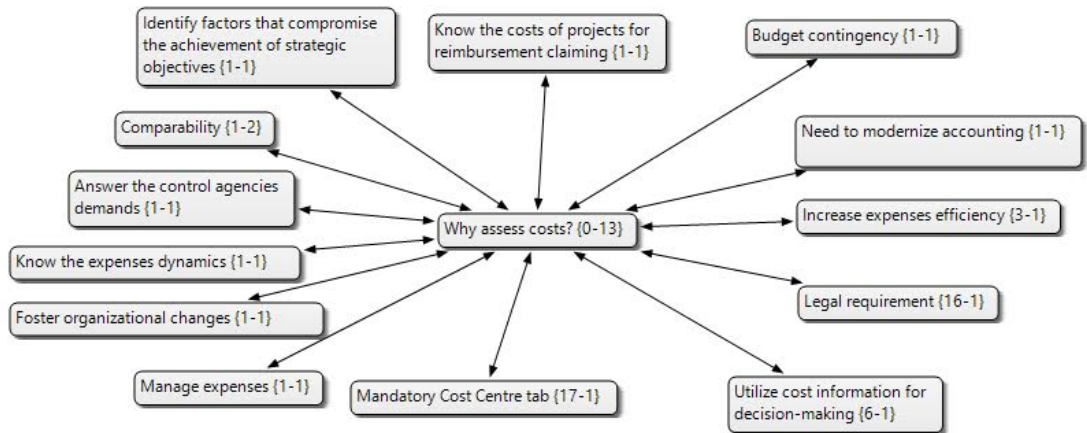 Identify factors that compromise
the achievement of strategic
objectives {1-1}
Know the costs of projects for
reimbursement claiming {1-1}
Budget contingency {1-1}
Comparability {1-2}
Need to modernize accounting {1-1}
Answer the control agencies
demands {1-1}
Why assess costs? {0-13}
Increase expenses efficiency {3-1}
Know the expenses dynamics {1-1}
Foster organizational changes {1-1}
Legal requirement {16-1}
Manage expenses {1-1}
Mandatory Cost Centre tab {17-1}
Utilize cost information for
decision-making {6-1}